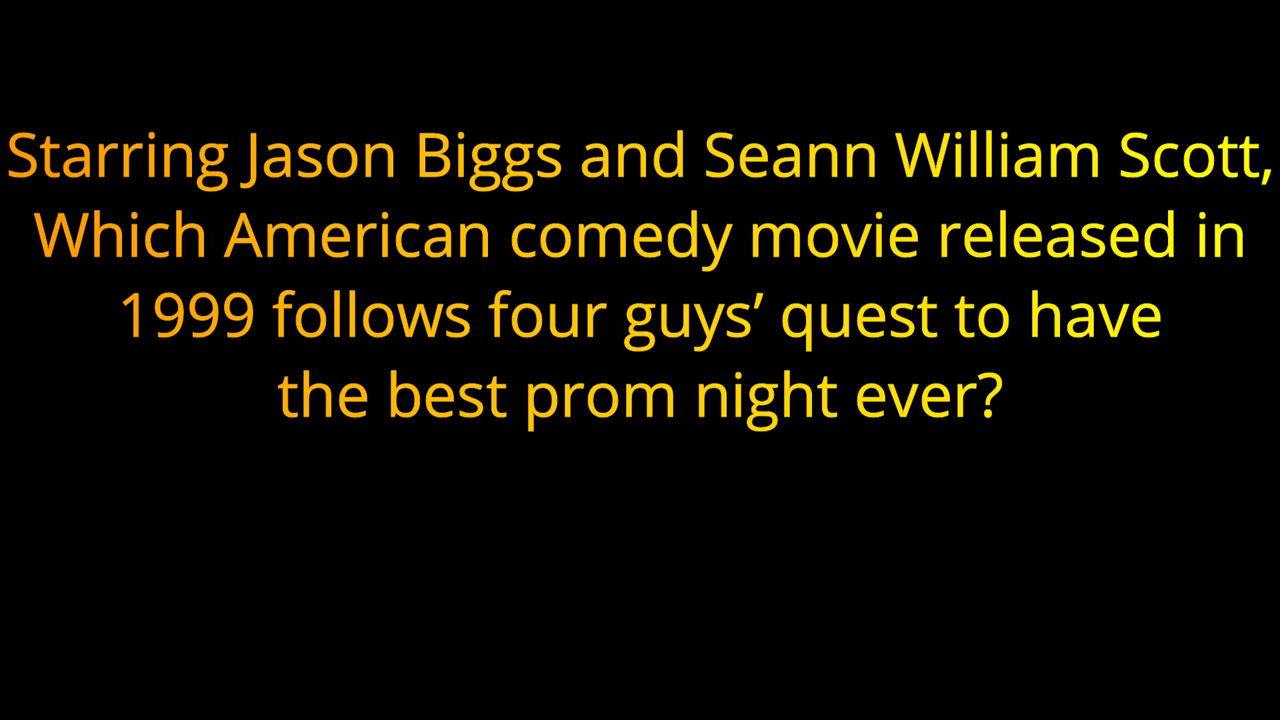 Starring Jason Biggs and Seann William Scott,
Which American comedy movie released in
1999 follows four guys’ quest to have
the best prom night ever?